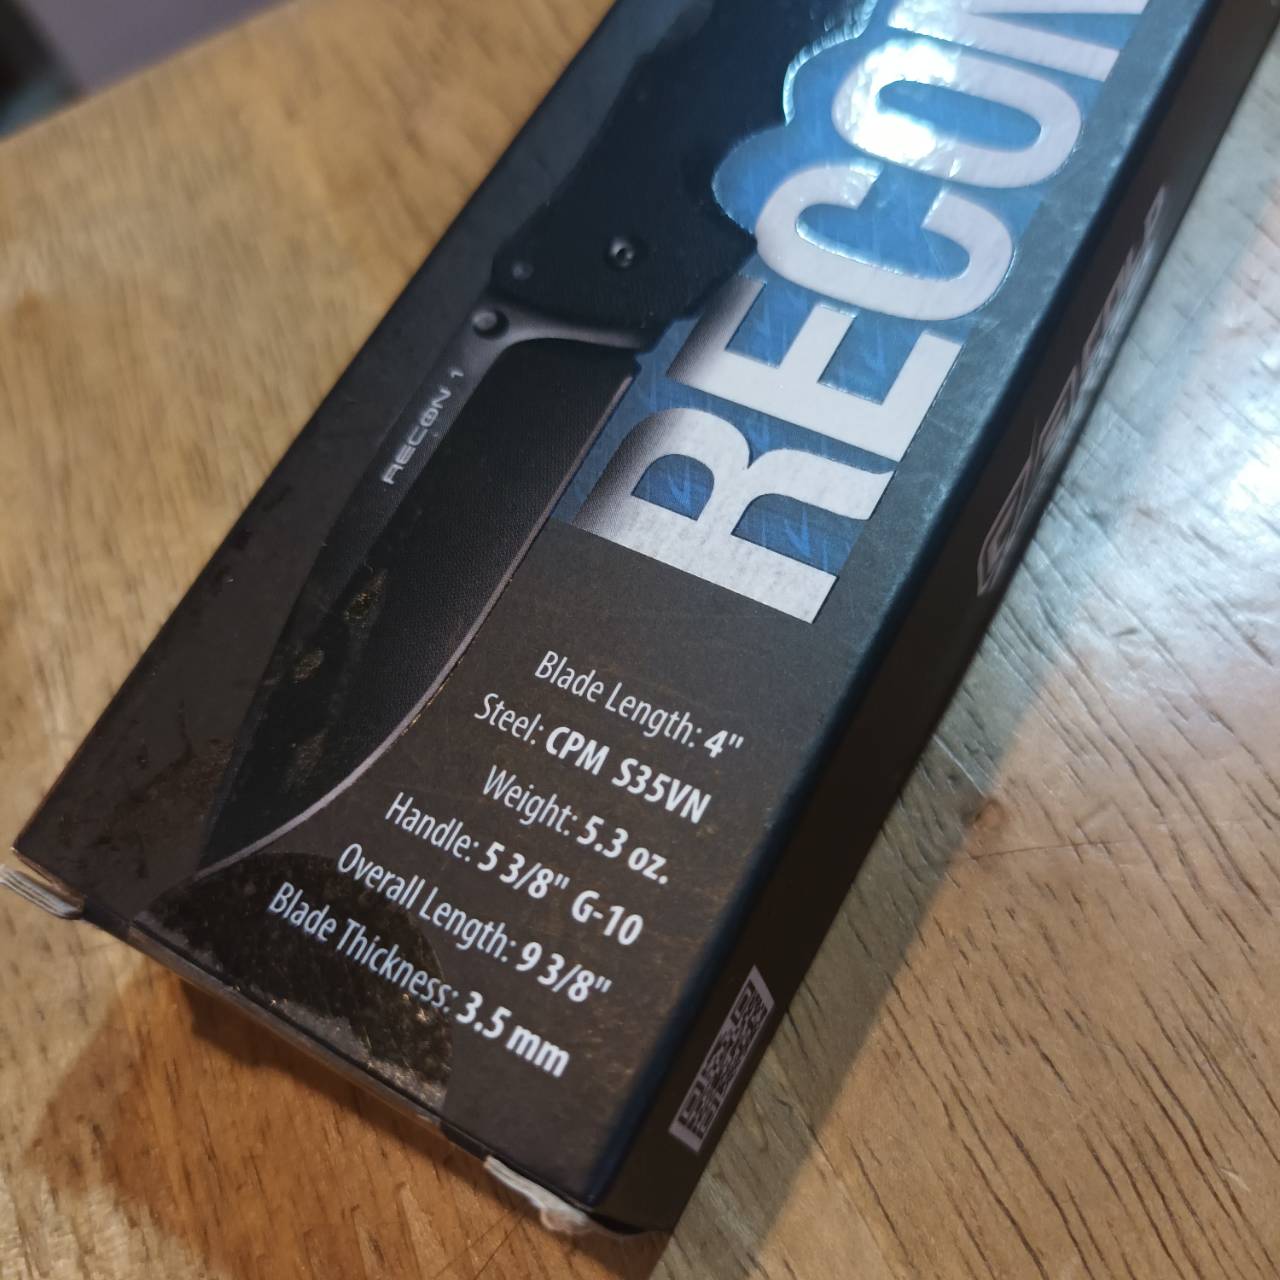 RECON
RECON 1
Blade Length: 4"
Steel: CPM S35VN
Weight: 5.3 oz.
Handle: 5 3/8" G-10
Overall Length: 9 3/8"
Blade Thickness: 3.5 mm